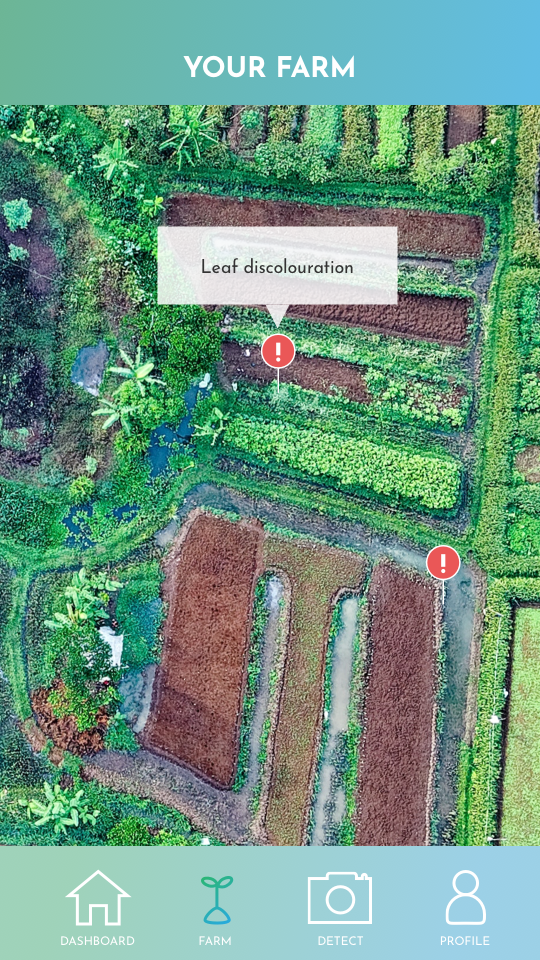 YOUR FARM
Leaf discolouration
!
!
DASHBOARD
FARM
DETECT
PROFILE